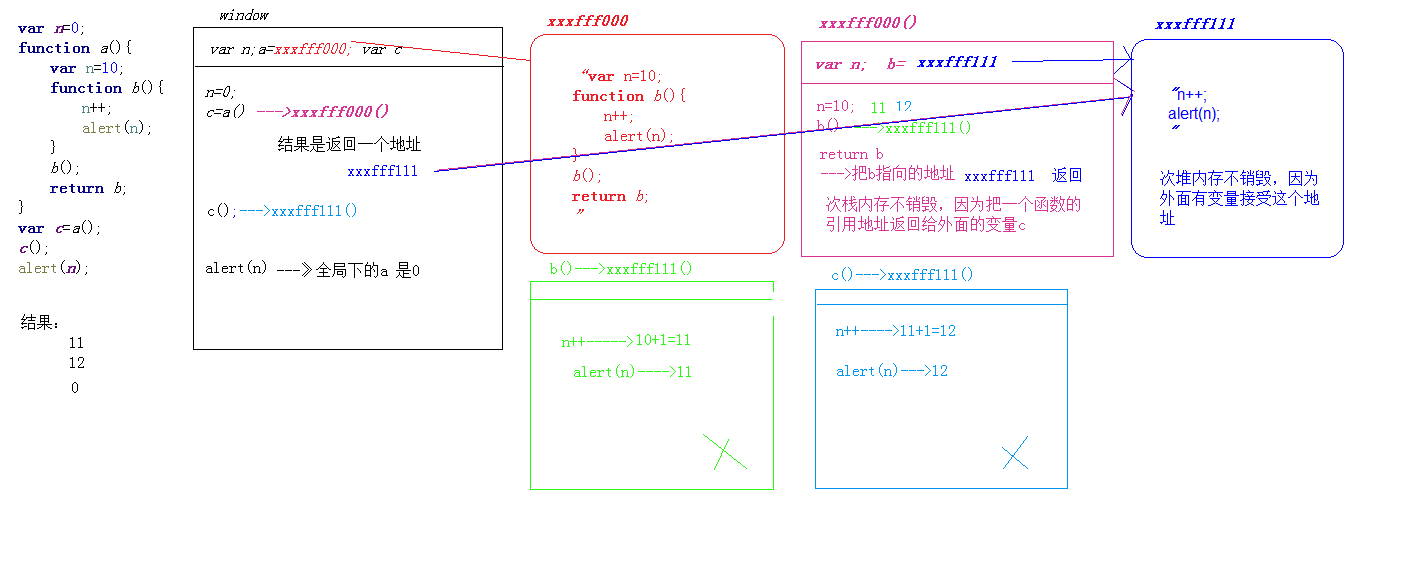 var n=0;
function a(){
var n=10;
function b(){
n++;
alert(n);
}
b();
return b;
}
var c=a();
c();
alert(n);
结果:
11
12
0
window
var n;a=xxxfff000; var c
n=0;
c=a() --->xxxfff000()
结果是返回一个地址
xxxfff111
c();--->xxxfff111()
alert(n) ---》全局下的a 是0
xxxfff000
“var n=10;
function b(){
n++;
alert(n);
}
b();
return b;
”
xxxfff000()
var n; b= xxxfff111
n=10; 11 12
b() --->xxxfff111()
return b
--->把b指向的地址 xxxfff111 返回
次栈内存不销毁，因为把一个函数的
引用地址返回给外面的变量c
xxxfff111
"n++;
alert(n);
"
次堆内存不销毁，因为
外面有变量接受这个地
址
b()--->xxxfff111()
n++----->10+1=11
alert(n)---->11
c()--->xxxfff111()
n++---->11+1=12
alert(n)--->12